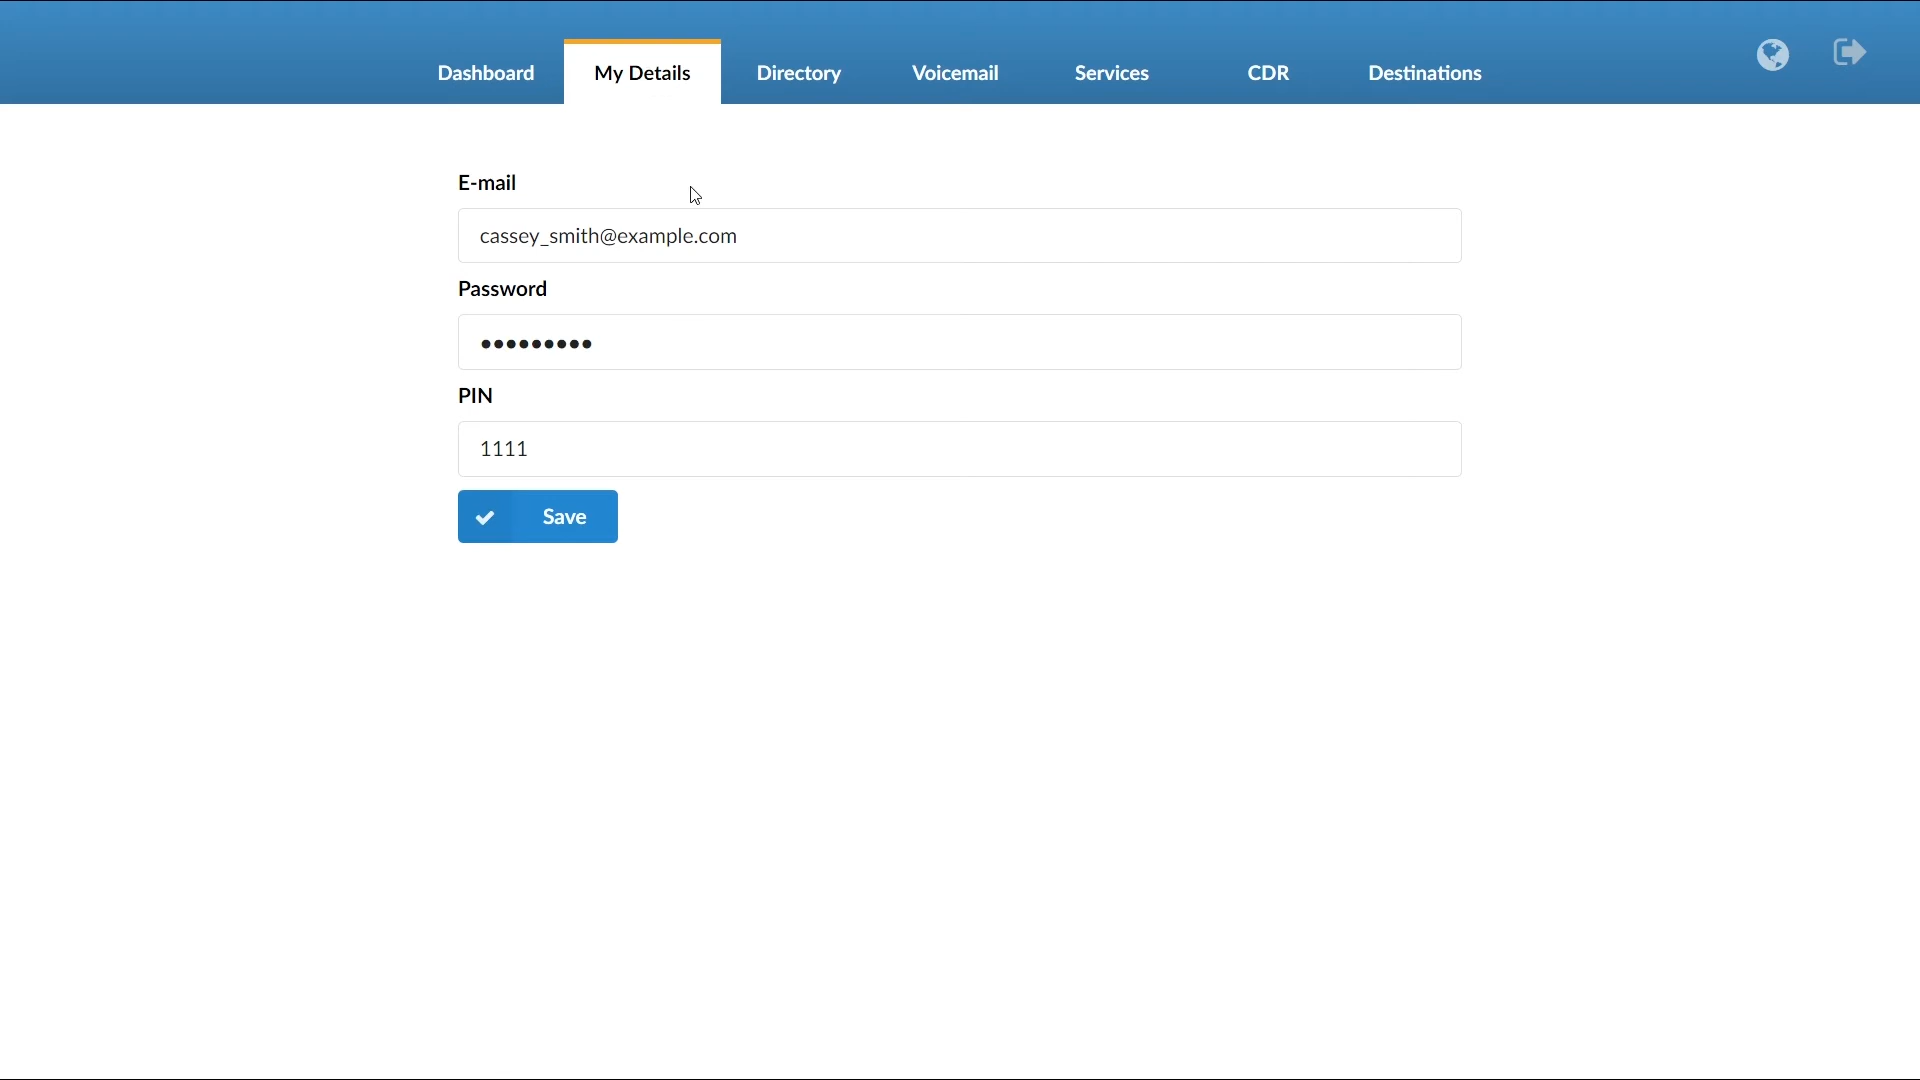 Dashboard My Details Directory Voicemail Services CDR Destinations
E-mail
cassey_smith@example.com
Password
•••••••••
PIN
1111
Save